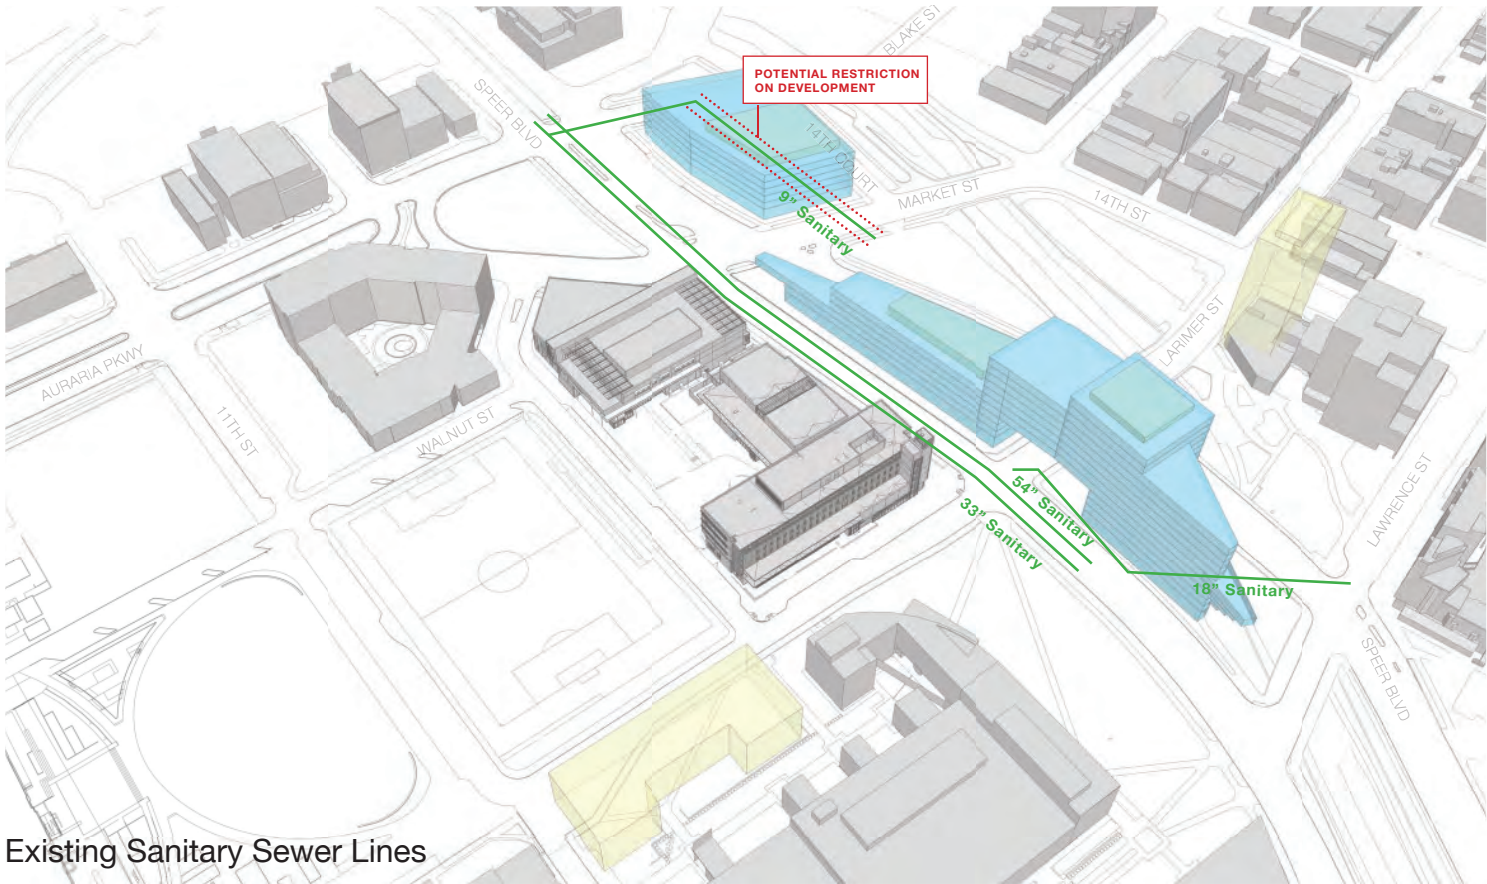 BLAKE ST
POTENTIAL RESTRICTION
ON DEVELOPMENT
SPEER BLVD
14TH COURT
MARKET ST
14TH ST
9” Sanitary
LARIMER ST
AURARIA PKWY
11TH ST
WALNUT ST
54” Sanitary
33” Sanitary
LAWRENCE ST
18” Sanitary
SPEER BLVD
Existing Sanitary Sewer Lines